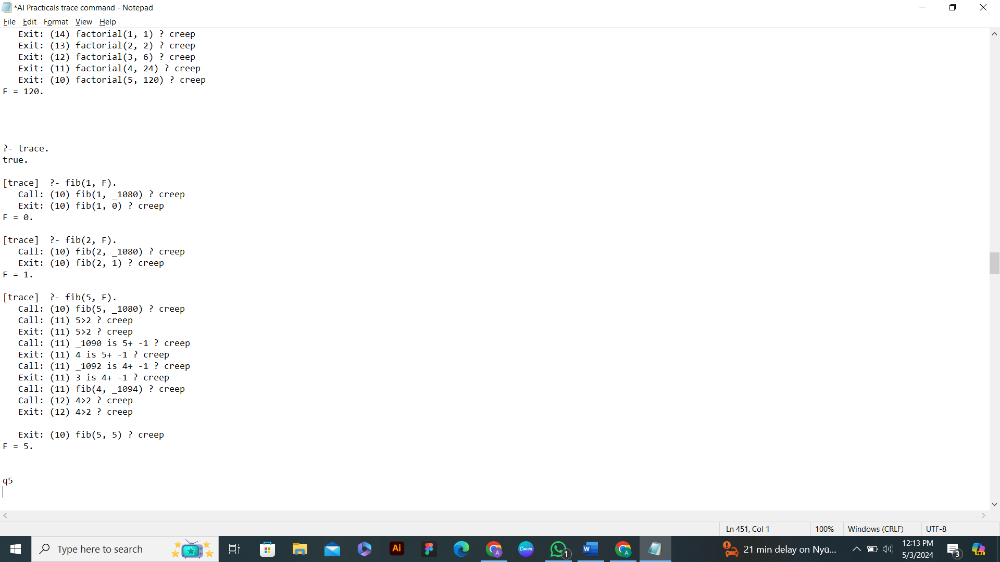 *AI Practicals trace command - Notepad
File Edit Format View Help
   Exit: (14) factorial(1, 1) ? creep
   Exit: (13) factorial(2, 2) ? creep
   Exit: (12) factorial(3, 6) ? creep
   Exit: (11) factorial(4, 24) ? creep
   Exit: (10) factorial(5, 120) ? creep
F = 120.
?- trace.
true.
[trace]  ?- fib(1, F).
   Call: (10) fib(1, _1080) ? creep
   Exit: (10) fib(1, 0) ? creep
F = 0.
[trace]  ?- fib(2, F).
   Call: (10) fib(2, _1080) ? creep
   Exit: (10) fib(2, 1) ? creep
F = 1.
[trace]  ?- fib(5, F).
   Call: (10) fib(5, _1080) ? creep
   Call: (11) 5>2 ? creep
   Exit: (11) 5>2 ? creep
   Call: (11) _1090 is 5+ -1 ? creep
   Exit: (11) 4 is 5+ -1 ? creep
   Call: (11) _1092 is 4+ -1 ? creep
   Exit: (11) 3 is 4+ -1 ? creep
   Call: (11) fib(4, _1094) ? creep
   Call: (12) 4>2 ? creep
   Exit: (12) 4>2 ? creep
   Exit: (10) fib(5, 5) ? creep
F = 5.
q5
Ln 451, Col 1 100% Windows (CRLF) UTF-8
Type here to search Ai Canva 1 W A A 21 min delay on Nyū... 12:13 PM 3 PRE
5/3/2024